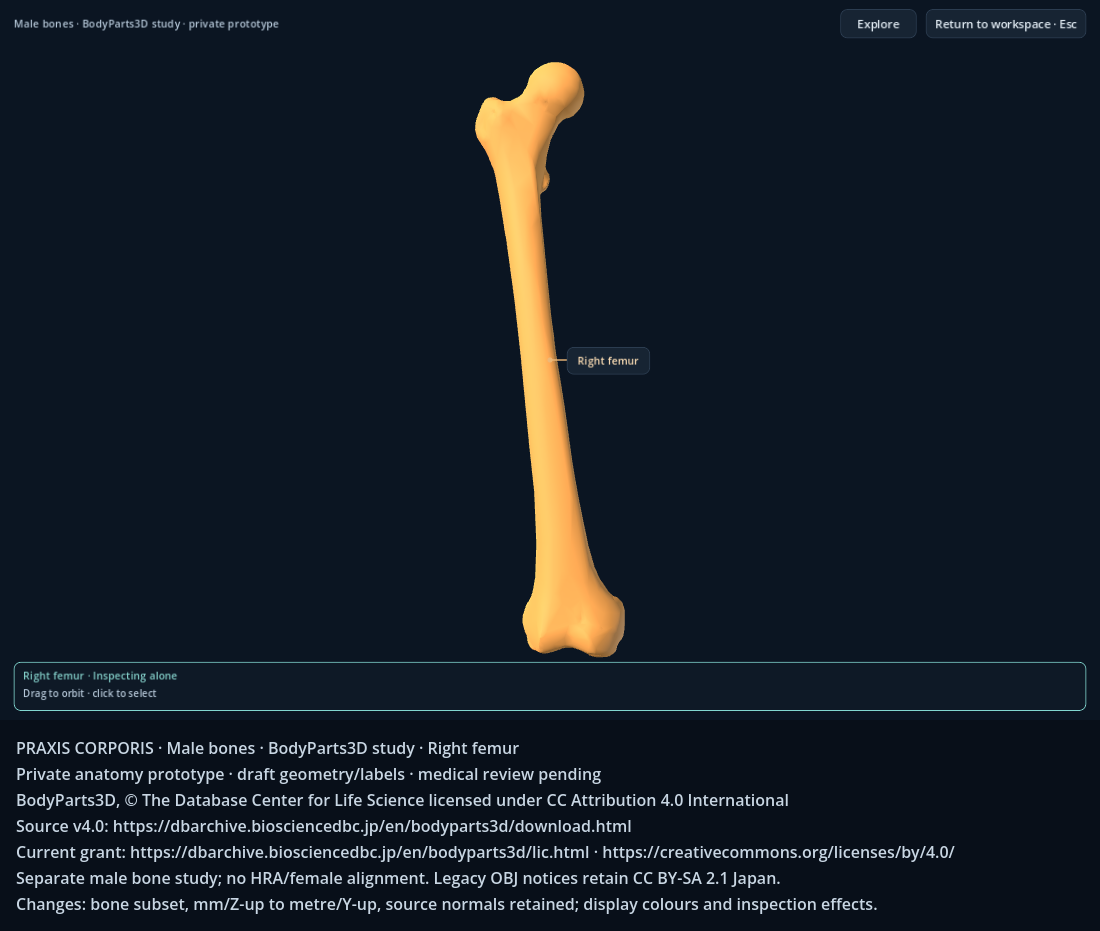 Male bones · BodyParts3D study · private prototype
Explore
Return to workspace · Esc
Right femur
Right femur · Inspecting alone
Drag to orbit · click to select
PRAXIS CORPORIS · Male bones · BodyParts3D study · Right femur
Private anatomy prototype · draft geometry/labels · medical review pending
BodyParts3D, © The Database Center for Life Science licensed under CC Attribution 4.0 International
Source v4.0: https://dbarchive.biosciencedbc.jp/en/bodyparts3d/download.html
Current grant: https://dbarchive.biosciencedbc.jp/en/bodyparts3d/lic.html · https://creativecommons.org/licenses/by/4.0/
Separate male bone study; no HRA/female alignment. Legacy OBJ notices retain CC BY-SA 2.1 Japan.
Changes: bone subset, mm/Z-up to metre/Y-up, source normals retained; display colours and inspection effects.